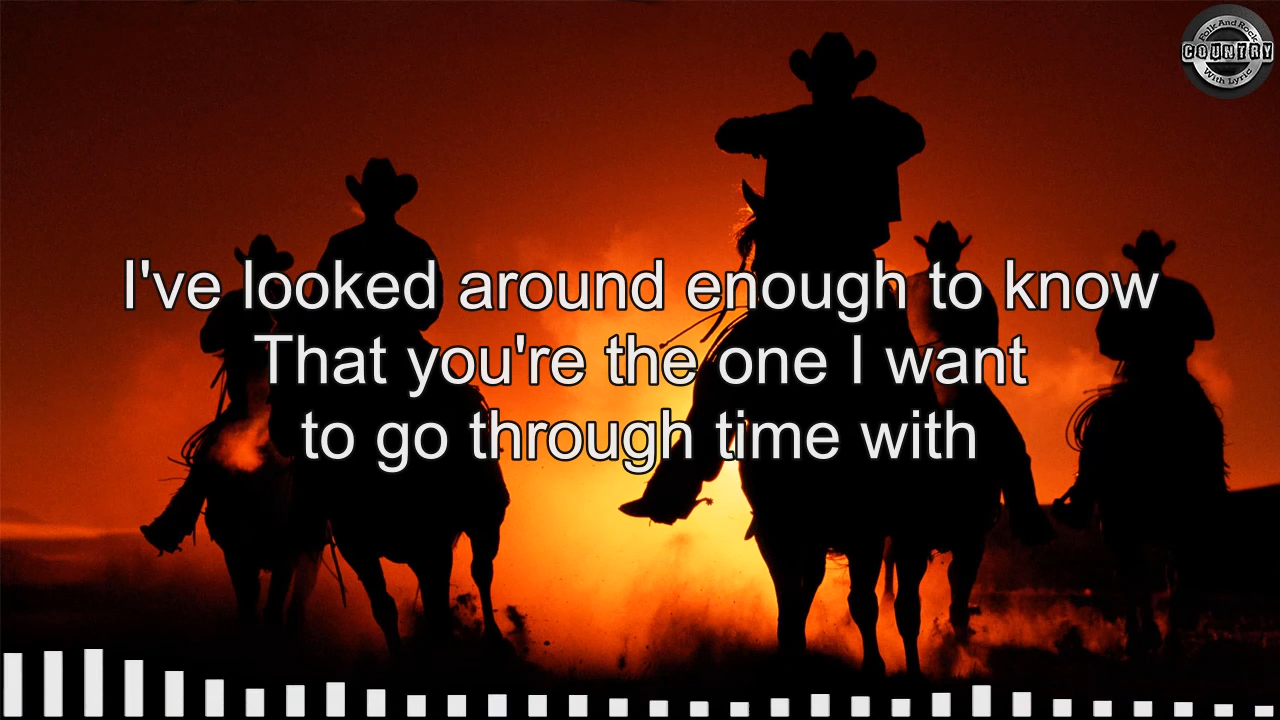 Folk And Rock
COUNTRY
With Lyric
I've looked around enough to know
That you're the one I want
to go through time with